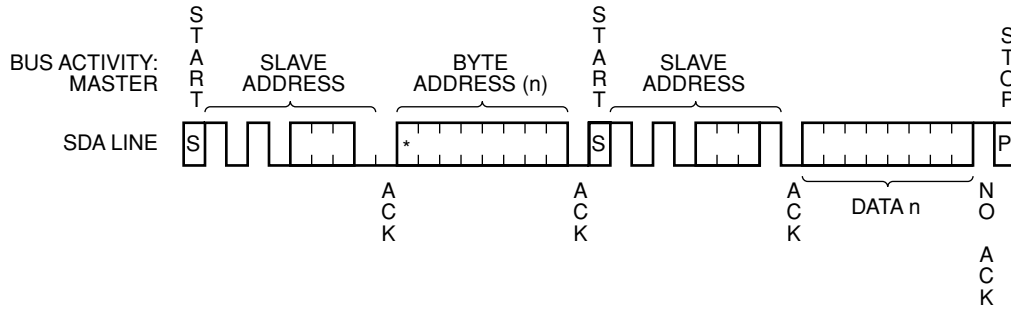 BUS ACTIVITY:
MASTER
START
SLAVE
ADDRESS
BYTE
ADDRESS (n)
START
SLAVE
ADDRESS
STOP
SDA LINE
S
*
S
P
ACK
ACK
ACK
DATA n
NO ACK